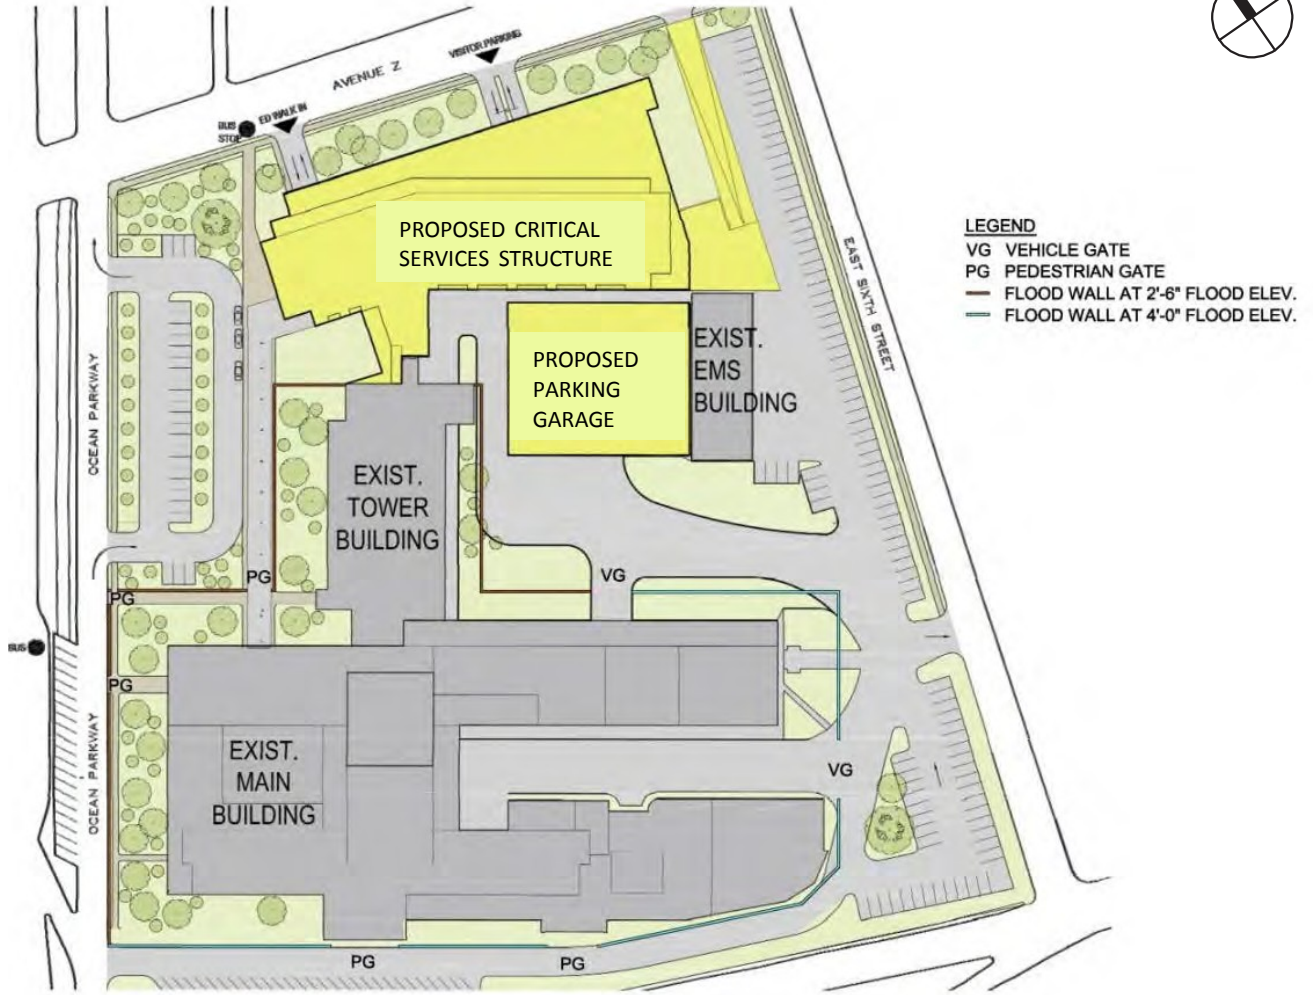 VISITOR PARKING
AVENUE Z
ED WALK IN
BUS
STOP
PROPOSED CRITICAL
SERVICES STRUCTURE
LEGEND
VG VEHICLE GATE
PG PEDESTRIAN GATE
FLOOD WALL AT 2'-6" FLOOD ELEV.
FLOOD WALL AT 4'-0" FLOOD ELEV.
EAST SIXTH STREET
OCEAN PARKWAY
PROPOSED
PARKING
GARAGE
EXIST.
EMS
BUILDING
EXIST.
TOWER
BUILDING
PG
VG
PG
BUS
PG
OCEAN PARKWAY
EXIST.
MAIN
BUILDING
VG
PG
PG